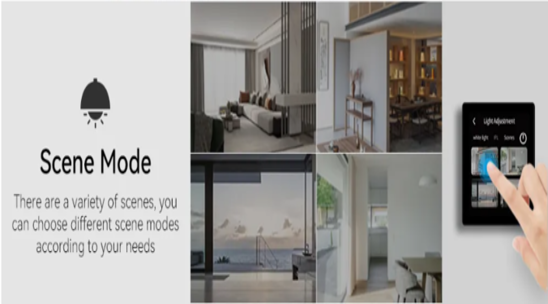 Scene Mode
There are a variety of scenes, you
can choose different scene modes
according to your needs
Light Adjustment
white light
Scenes